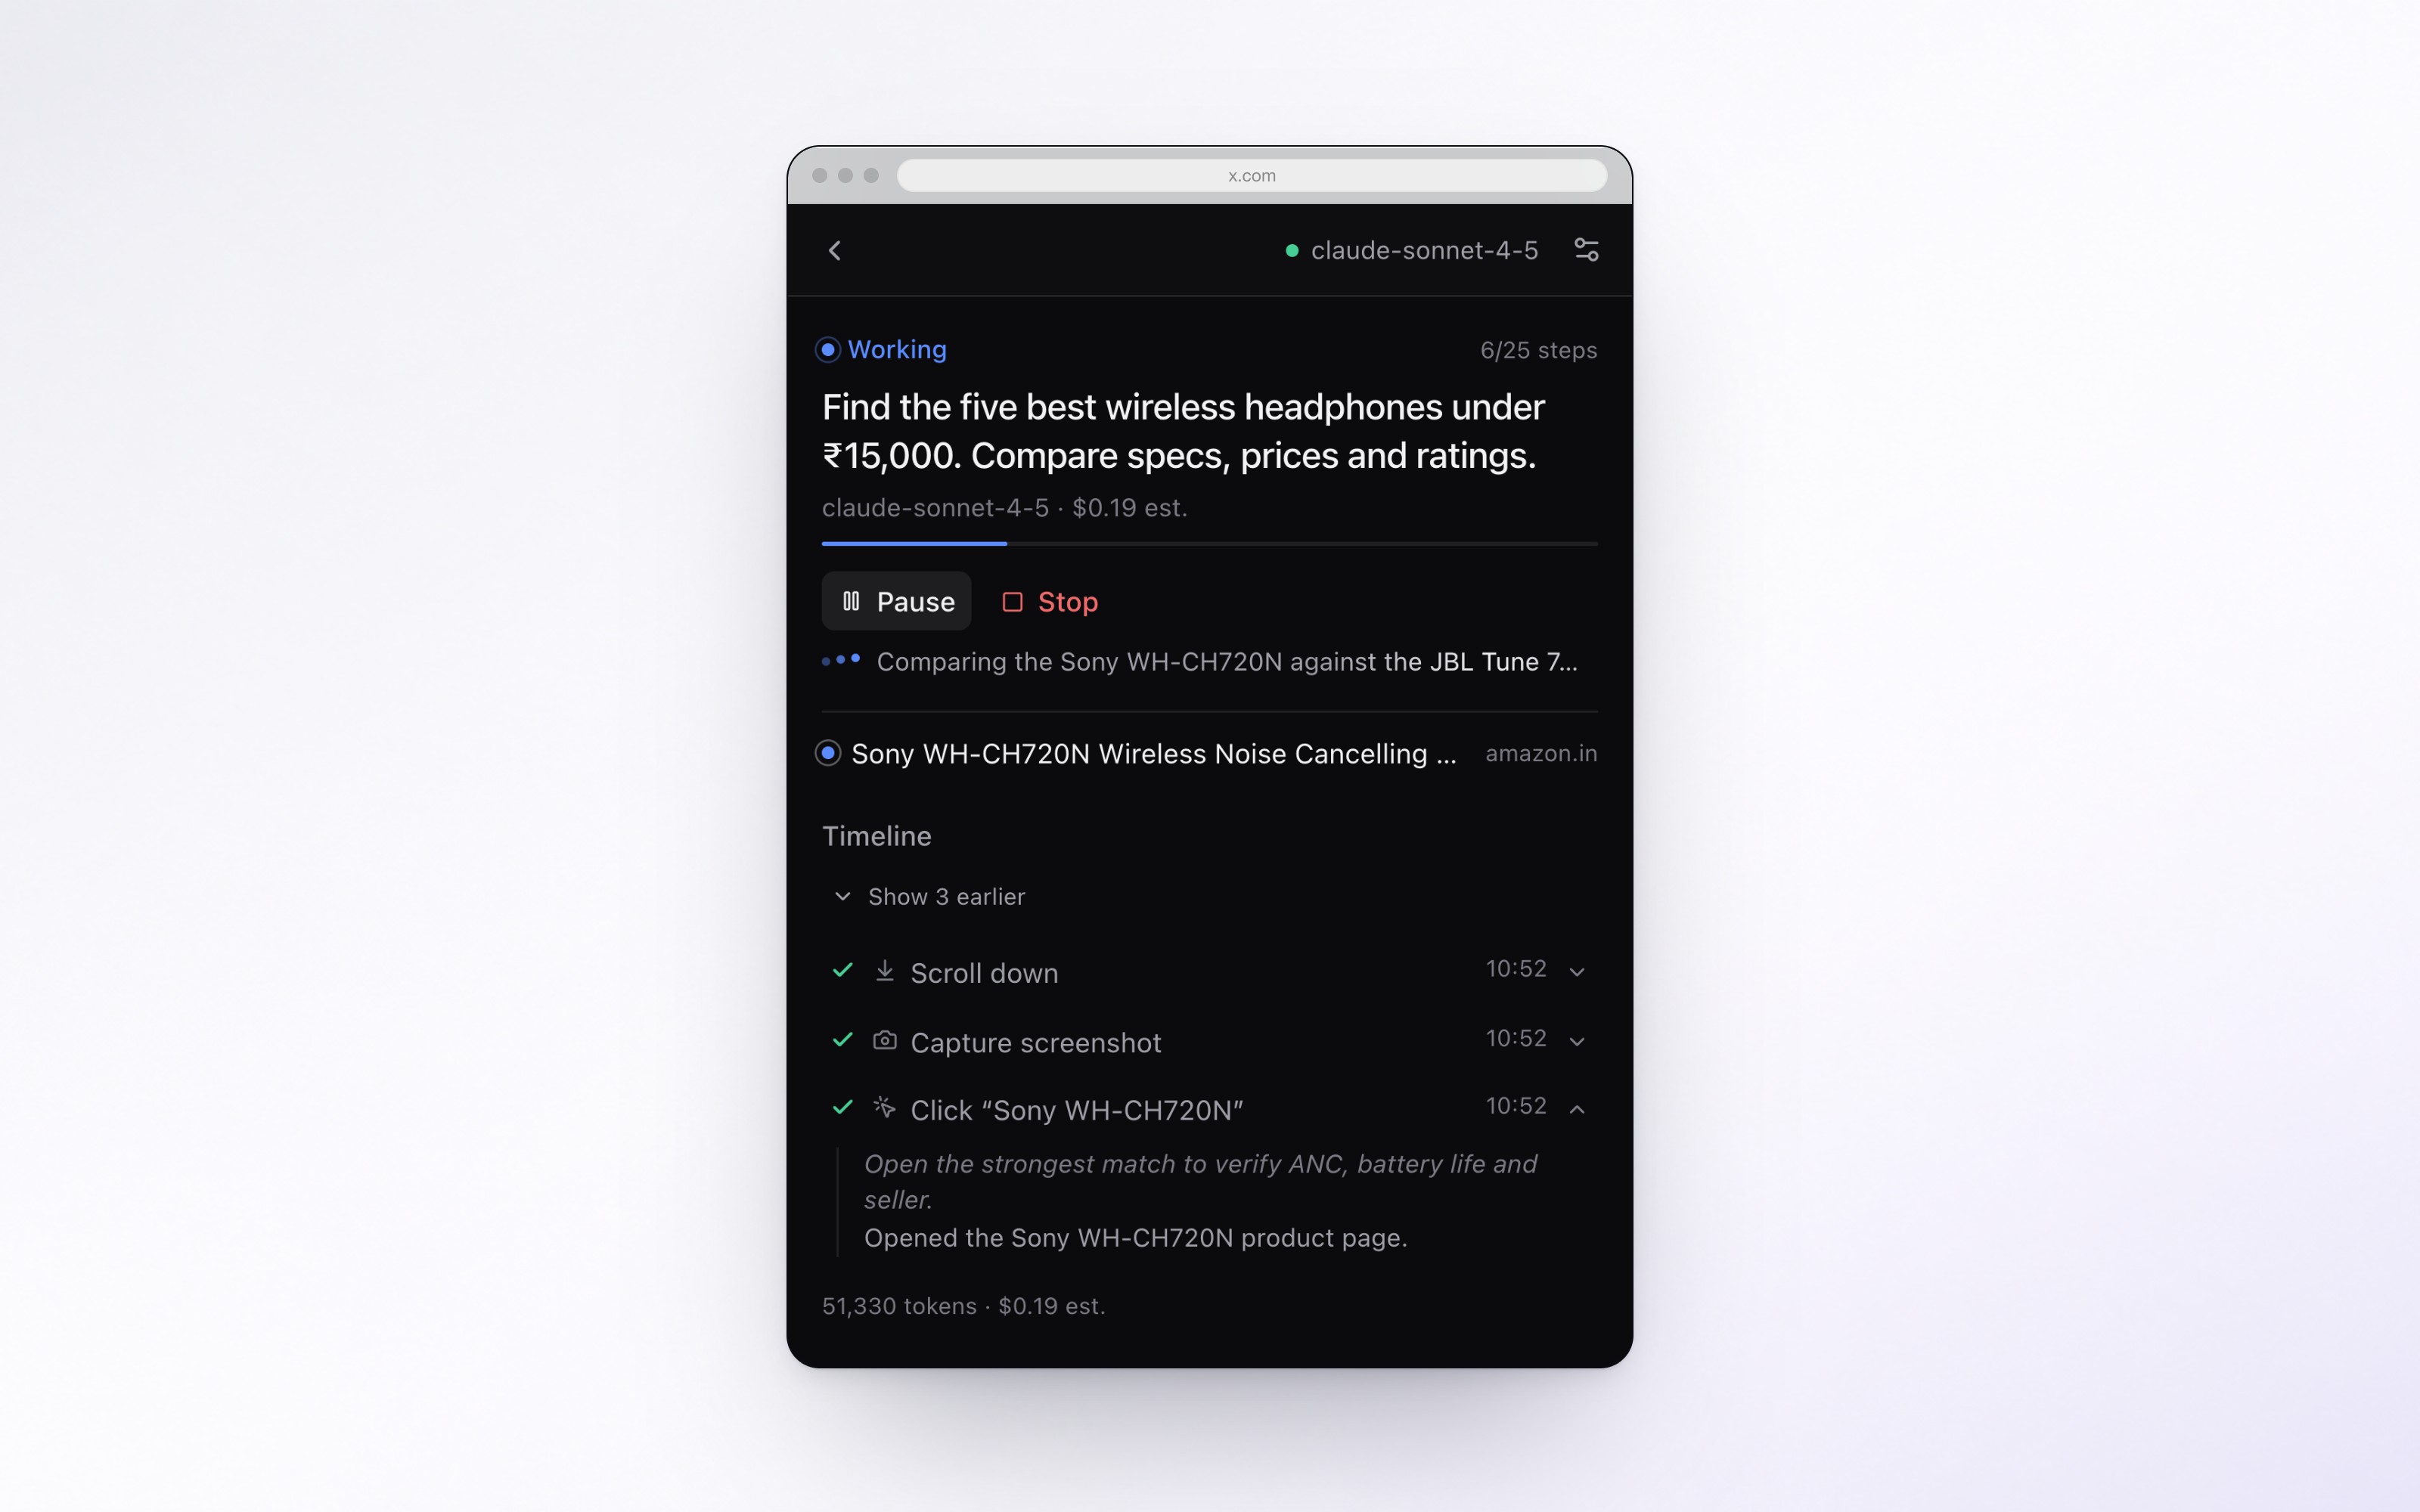 x.com
claude-sonnet-4-5
Working
6/25 steps
Find the five best wireless headphones under
₹15,000. Compare specs, prices and ratings.
claude-sonnet-4-5 · $0.19 est.
Pause
Stop
Comparing the Sony WH-CH720N against the JBL Tune 7...
Sony WH-CH720N Wireless Noise Cancelling ...
amazon.in
Timeline
Show 3 earlier
Scroll down
10:52
Capture screenshot
10:52
Click “Sony WH-CH720N”
10:52
Open the strongest match to verify ANC, battery life and
seller.
Opened the Sony WH-CH720N product page.
51,330 tokens · $0.19 est.